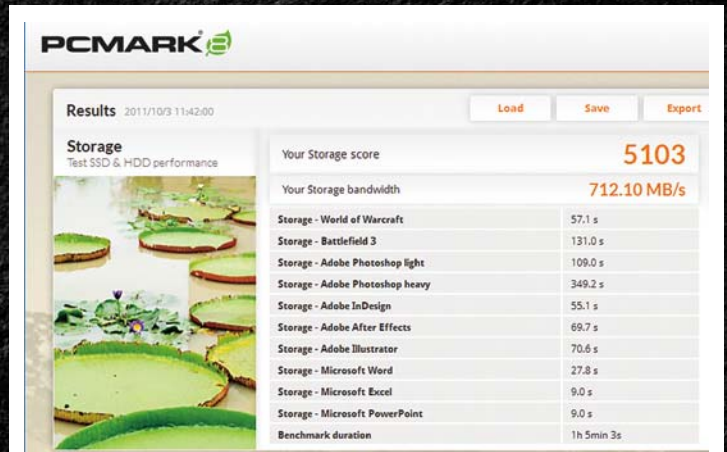 PCMARK 8
Results 2011/10/3 11:42:00 Load Save Export
Storage
Test SSD & HDD performance
Your Storage score 5103
Your Storage bandwidth 712.10 MB/s
Storage - World of Warcraft 57.1 s
Storage - Battlefield 3 131.0 s
Storage - Adobe Photoshop light 109.0 s
Storage - Adobe Photoshop heavy 349.2 s
Storage - Adobe InDesign 55.1 s
Storage - Adobe After Effects 69.7 s
Storage - Adobe Illustrator 70.6 s
Storage - Microsoft Word 27.8 s
Storage - Microsoft Excel 9.0 s
Storage - Microsoft PowerPoint 9.0 s
Benchmark duration 1h 5min 3s